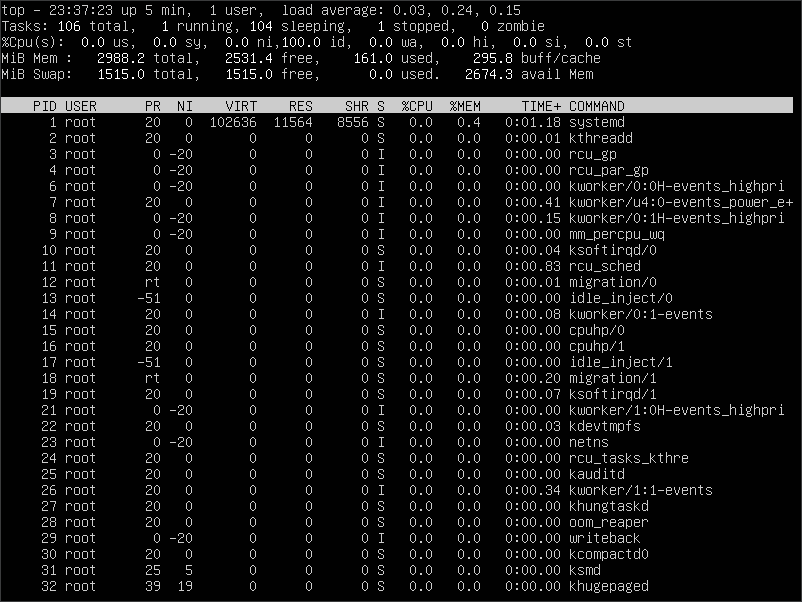 top - 23:37:23 up 5 min,  1 user,  load average: 0.03, 0.24, 0.15
Tasks: 106 total,   1 running, 104 sleeping,   1 stopped,   0 zombie
%Cpu(s):  0.0 us,  0.0 sy,  0.0 ni,100.0 id,  0.0 wa,  0.0 hi,  0.0 si,  0.0 st
MiB Mem :   2988.2 total,   2531.4 free,    161.0 used,    295.8 buff/cache
MiB Swap:   1515.0 total,   1515.0 free,      0.0 used.   2674.3 avail Mem
    PID USER      PR  NI    VIRT    RES    SHR S  %CPU  %MEM     TIME+ COMMAND
      1 root      20   0  102636  11564   8556 S   0.0   0.4   0:01.18 systemd
      2 root      20   0       0      0      0 S   0.0   0.0   0:00.01 kthreadd
      3 root       0 -20       0      0      0 I   0.0   0.0   0:00.00 rcu_gp
      4 root       0 -20       0      0      0 I   0.0   0.0   0:00.00 rcu_par_gp
      6 root       0 -20       0      0      0 I   0.0   0.0   0:00.00 kworker/0:0H-events_highpri
      7 root      20   0       0      0      0 I   0.0   0.0   0:00.41 kworker/u4:0-events_power_e+
      8 root       0 -20       0      0      0 I   0.0   0.0   0:00.15 kworker/0:1H-events_highpri
      9 root       0 -20       0      0      0 I   0.0   0.0   0:00.00 mm_percpu_wq
     10 root      20   0       0      0      0 S   0.0   0.0   0:00.04 ksoftirqd/0
     11 root      20   0       0      0      0 I   0.0   0.0   0:00.83 rcu_sched
     12 root      rt   0       0      0      0 S   0.0   0.0   0:00.01 migration/0
     13 root     -51   0       0      0      0 S   0.0   0.0   0:00.00 idle_inject/0
     14 root      20   0       0      0      0 I   0.0   0.0   0:00.08 kworker/0:1-events
     15 root      20   0       0      0      0 S   0.0   0.0   0:00.00 cpuhp/0
     16 root      20   0       0      0      0 S   0.0   0.0   0:00.00 cpuhp/1
     17 root     -51   0       0      0      0 S   0.0   0.0   0:00.00 idle_inject/1
     18 root      rt   0       0      0      0 S   0.0   0.0   0:00.20 migration/1
     19 root      20   0       0      0      0 S   0.0   0.0   0:00.07 ksoftirqd/1
     21 root       0 -20       0      0      0 I   0.0   0.0   0:00.00 kworker/1:0H-events_highpri
     22 root      20   0       0      0      0 S   0.0   0.0   0:00.03 kdevtmpfs
     23 root       0 -20       0      0      0 I   0.0   0.0   0:00.00 netns
     24 root      20   0       0      0      0 S   0.0   0.0   0:00.00 rcu_tasks_kthre
     25 root      20   0       0      0      0 S   0.0   0.0   0:00.00 kauditd
     26 root      20   0       0      0      0 I   0.0   0.0   0:00.34 kworker/1:1-events
     27 root      20   0       0      0      0 S   0.0   0.0   0:00.00 khungtaskd
     28 root      20   0       0      0      0 S   0.0   0.0   0:00.00 oom_reaper
     29 root       0 -20       0      0      0 I   0.0   0.0   0:00.00 writeback
     30 root      20   0       0      0      0 S   0.0   0.0   0:00.00 kcompactd0
     31 root      25   5       0      0      0 S   0.0   0.0   0:00.00 ksmd
     32 root      39  19       0      0      0 S   0.0   0.0   0:00.00 khugepaged